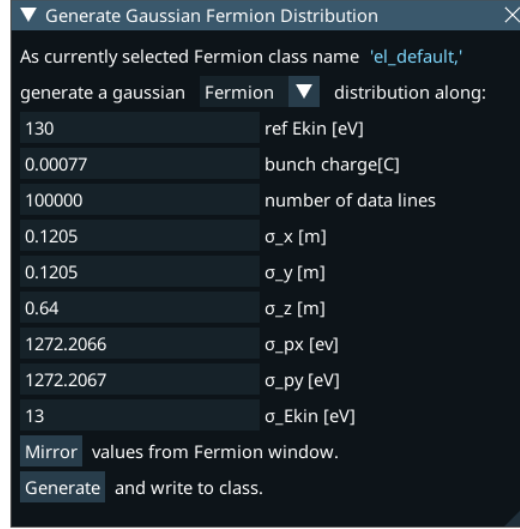 Generate Gaussian Fermion Distribution
As currently selected Fermion class name 'el_default,'
generate a gaussian Fermion distribution along:
130 ref Ekin [eV]
0.00077 bunch charge[C]
100000 number of data lines
0.1205 σ_x [m]
0.1205 σ_y [m]
0.64 σ_z [m]
1272.2066 σ_px [ev]
1272.2067 σ_py [eV]
13 σ_Ekin [eV]
Mirror values from Fermion window.
Generate and write to class.